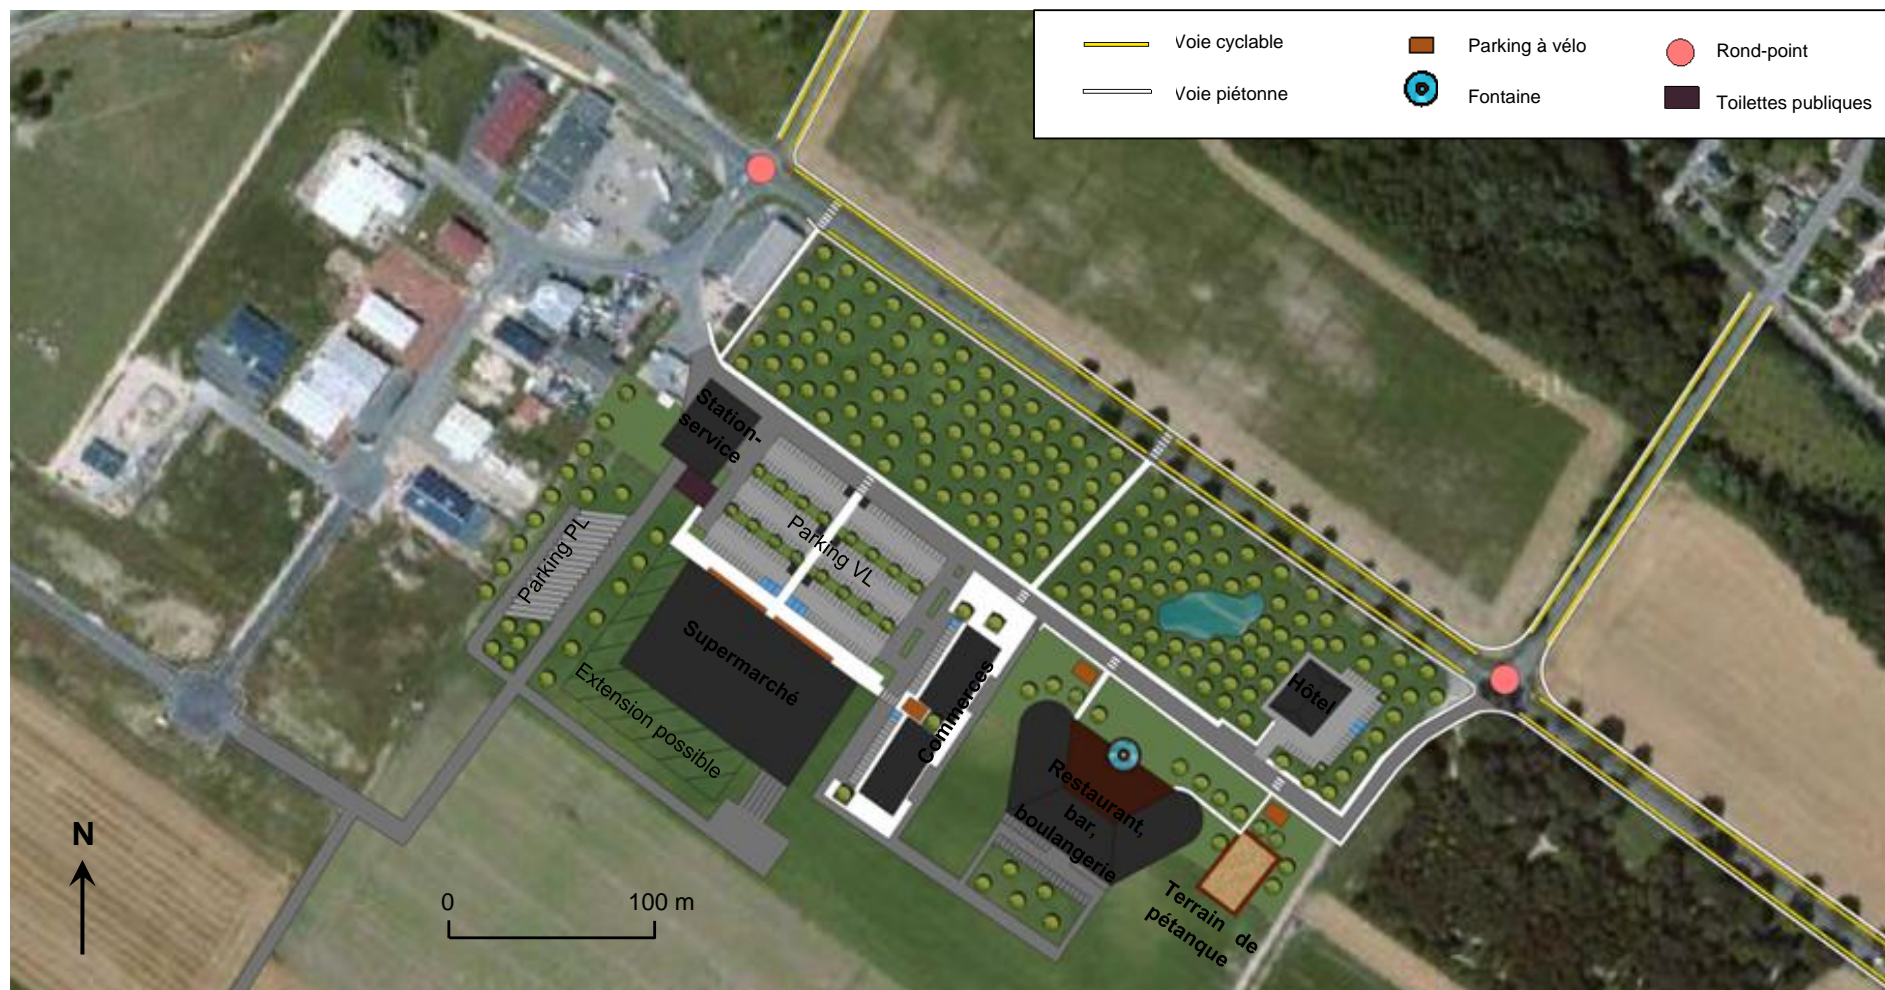 Voie cyclable
Voie piétonne
Parking à vélo
Fontaine
Rond-point
Toilettes publiques
Station-
service
Parking PL
Parking VL
Supermarché
Extension possible
Commerces
Hôtel
Restaurant,
bar,
boulangerie
Terrain de
pétanque
N
0
100 m